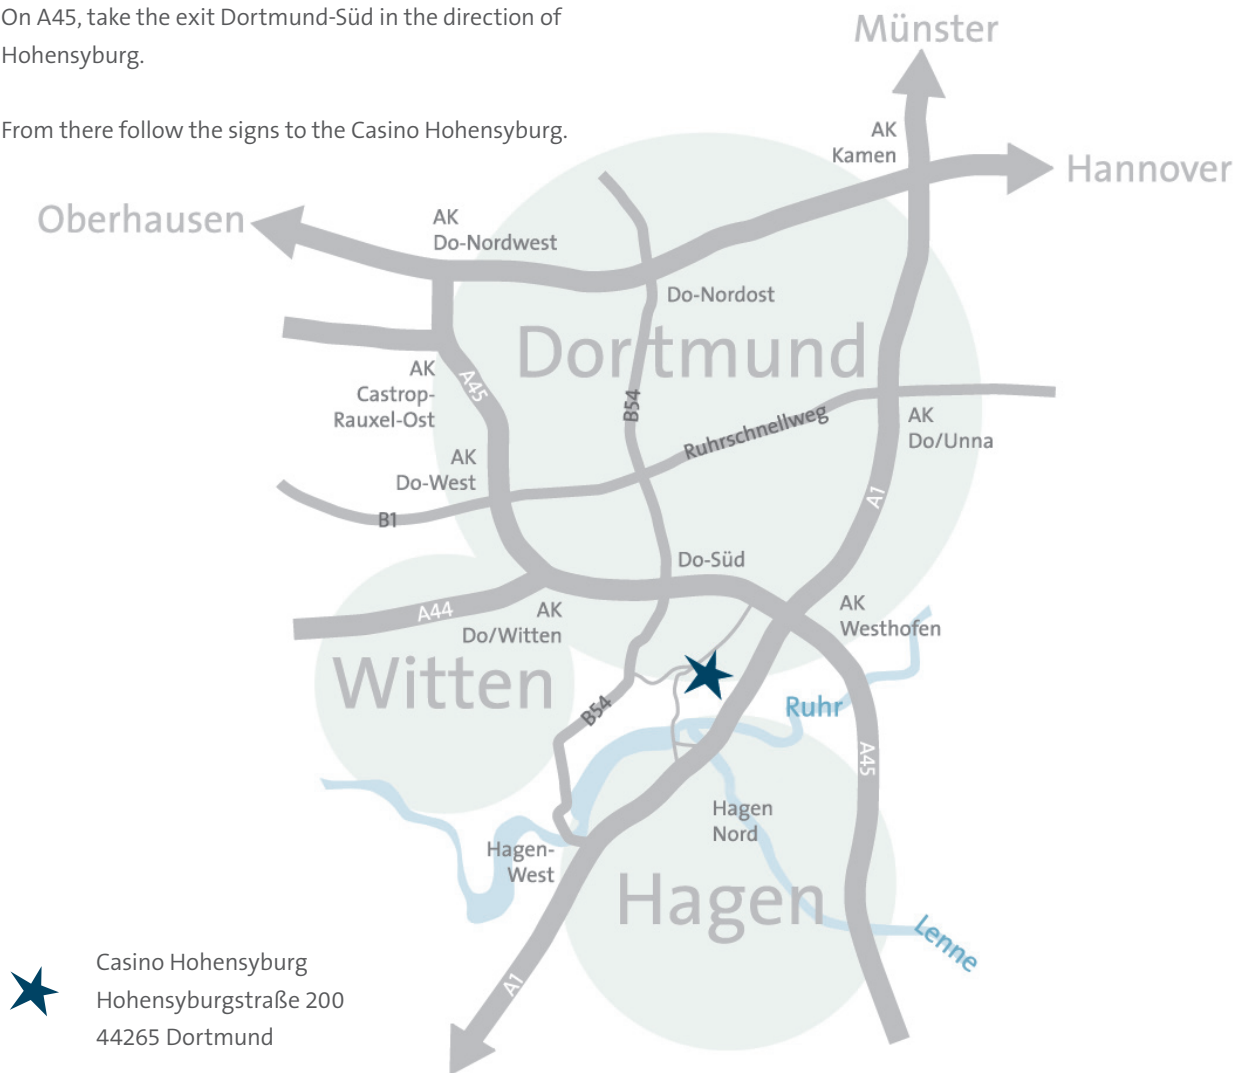 On A45, take the exit Dortmund-Süd in the direction of
Hohensyburg.
From there follow the signs to the Casino Hohensyburg.
Münster
AK
Kamen
Hannover
Oberhausen
AK
Do-Nordwest
Do-Nordost
Dortmund
AK
Castrop-
Rauxel-Ost
A45
B54
Ruhrschnellweg
AK
Do/Unna
AK
Do-West
B1
A1
Do-Süd
A44
AK
Do/Witten
AK
Westhofen
Witten
B54
Ruhr
A45
Hagen
Nord
Hagen-
West
Hagen
Lenne
A1
Casino Hohensyburg
Hohensyburgstraße 200
44265 Dortmund